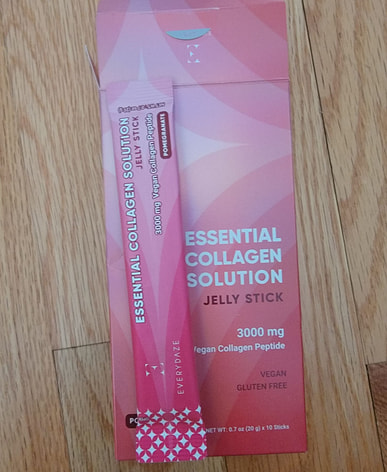 ESSENTIAL COLLAGEN SOLUTION
JELLY STICK
3000 mg Vegan Collagen Peptide
POMEGRANATE
EVERYDAZE
E
ESSENTIAL
COLLAGEN
SOLUTION
JELLY STICK
3000 mg
Vegan Collagen Peptide
VEGAN
GLUTEN FREE
NET WT. 0.7 oz (20 g) x 10 Sticks